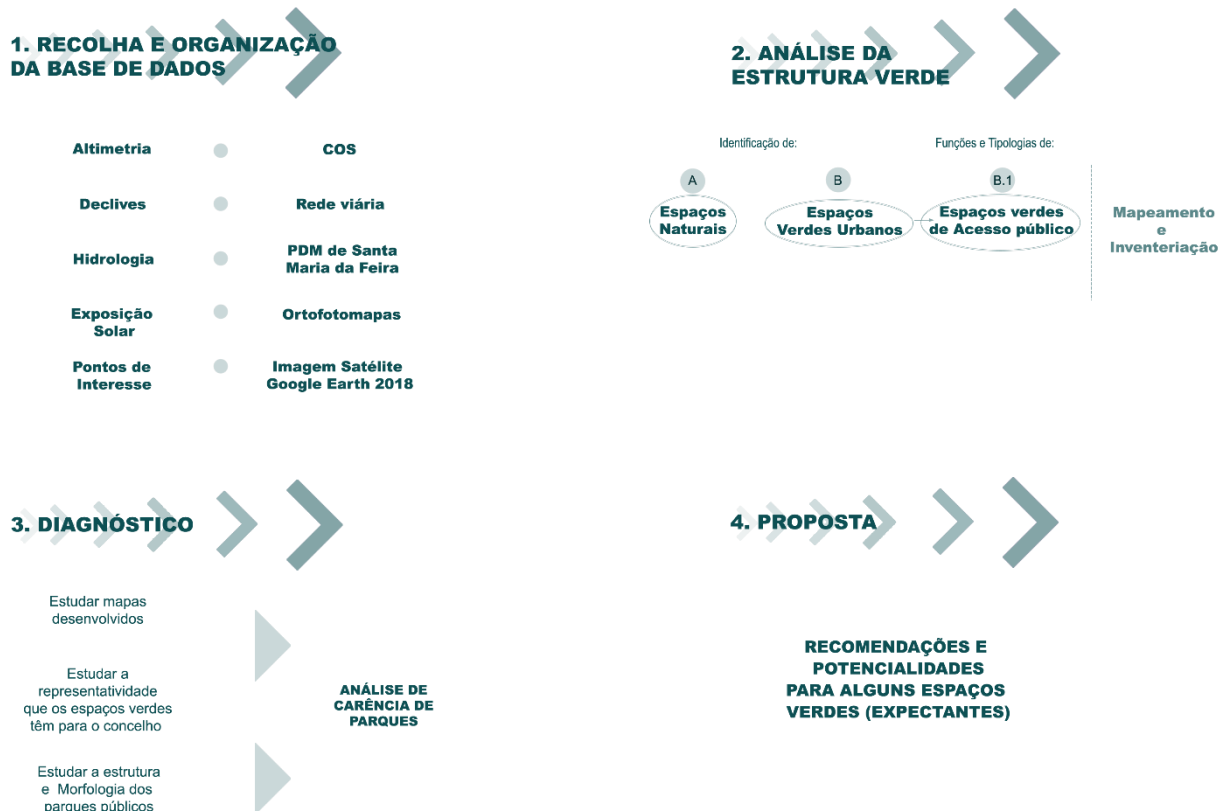 1. RECOLHA E ORGANIZAÇÃO
DA BASE DE DADOS
Altimetria
COS
Declives
Rede viária
Hidrologia
PDM de Santa
Maria da Feira
Exposição
Solar
Ortofotomapas
Pontos de
Interesse
Imagem Satélite
Google Earth 2018
2. ANÁLISE DA
ESTRUTURA VERDE
Identificação de:
Funções e Tipologias de:
A
Espaços
Naturais
B
Espaços
Verdes Urbanos
B.1
Espaços verdes
de Acesso público
Mapeamento
e
Inventeriação
3. DIAGNÓSTICO
Estudar mapas
desenvolvidos
Estudar a
representatividade
que os espaços verdes
têm para o concelho
Estudar a estrutura
e Morfologia dos
parques públicos
ANÁLISE DE
CARÊNCIA DE
PARQUES
4. PROPOSTA
RECOMENDAÇÕES E
POTENCIALIDADES
PARA ALGUNS ESPAÇOS
VERDES (EXPECTANTES)